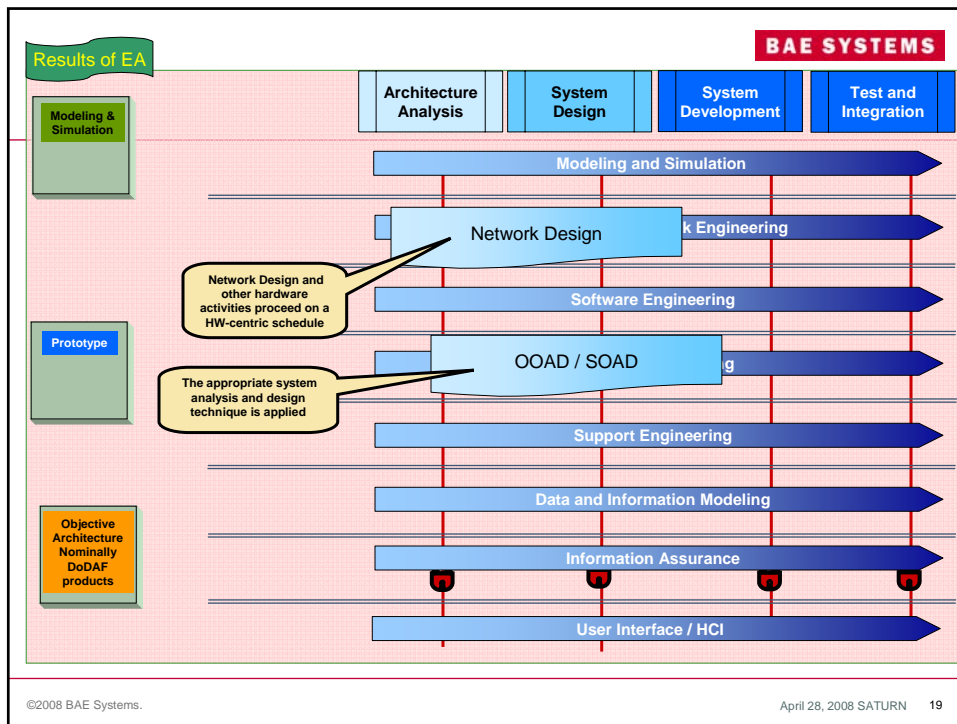 Results of EA
BAE SYSTEMS
Modeling &
Simulation
Architecture
Analysis
System
Design
System
Development
Test and
Integration
Modeling and Simulation
Network Design
k Engineering
Network Design and
other hardware
activities proceed on a
HW-centric schedule
Software Engineering
Prototype
OOAD / SOAD
ng
The appropriate system
analysis and design
technique is applied
Support Engineering
Data and Information Modeling
Objective
Architecture
Nominally
DoDAF
products
Information Assurance
User Interface / HCI
©2008 BAE Systems.
April 28, 2008 SATURN 19